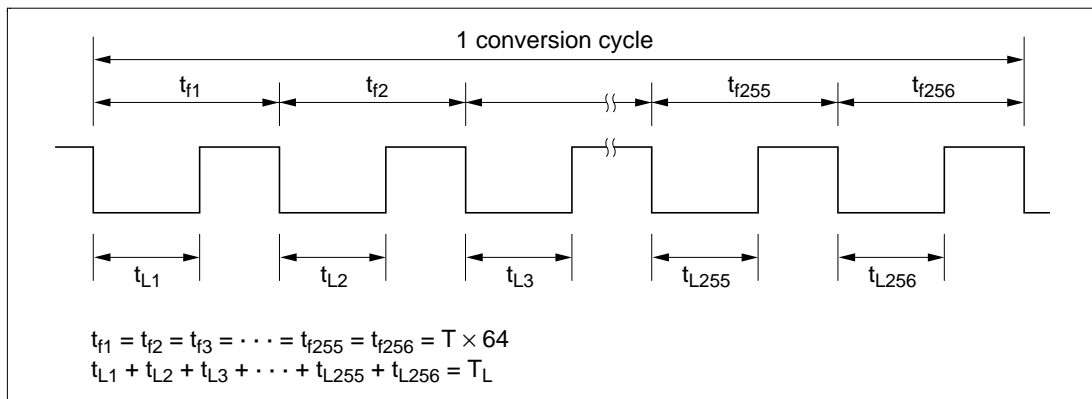 1 conversion cycle
tf1 tf2 tf255 tf256
tL1 tL2 tL3 tL255 tL256
tf1 = tf2 = tf3 = · · · = tf255 = tf256 = T × 64
tL1 + tL2 + tL3 + · · · + tL255 + tL256 = TL